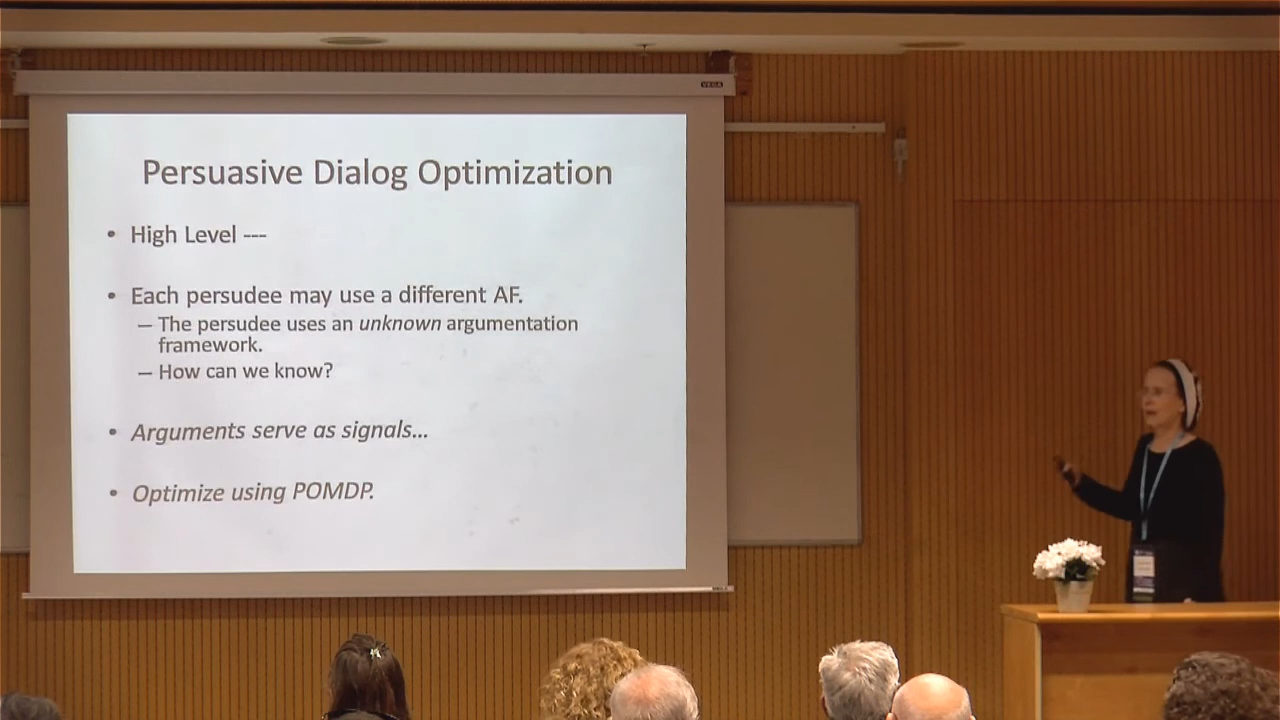 VEGA
Persuasive Dialog Optimization
• High Level ---
• Each persudee may use a different AF.
– The persudee uses an unknown argumentation
framework.
– How can we know?
• Arguments serve as signals...
• Optimize using POMDP.